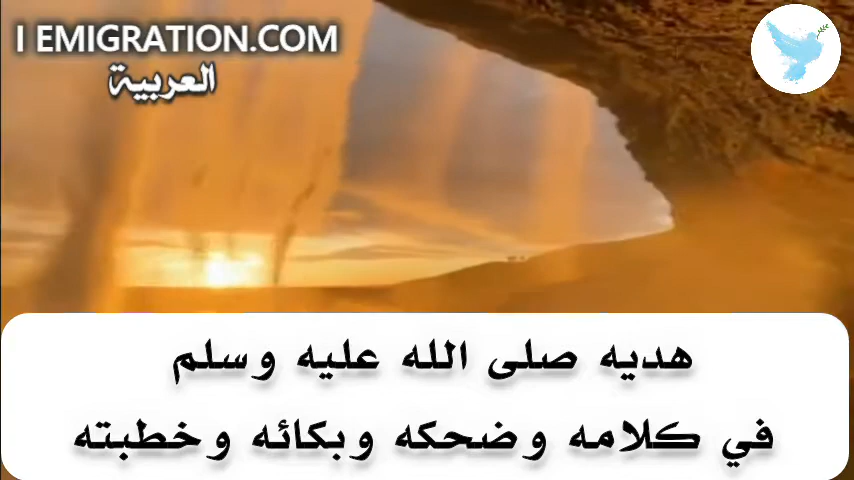 I EMIGRATION.COM
العربية
هديه صلى الله عليه وسلم
في كلامه وضحكه وبكائه وخطبته